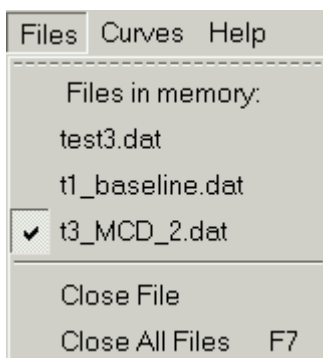 Files Curves Help
Files in memory:
test3.dat
t1_baseline.dat
t3_MCD_2.dat
Close File
Close All Files F7